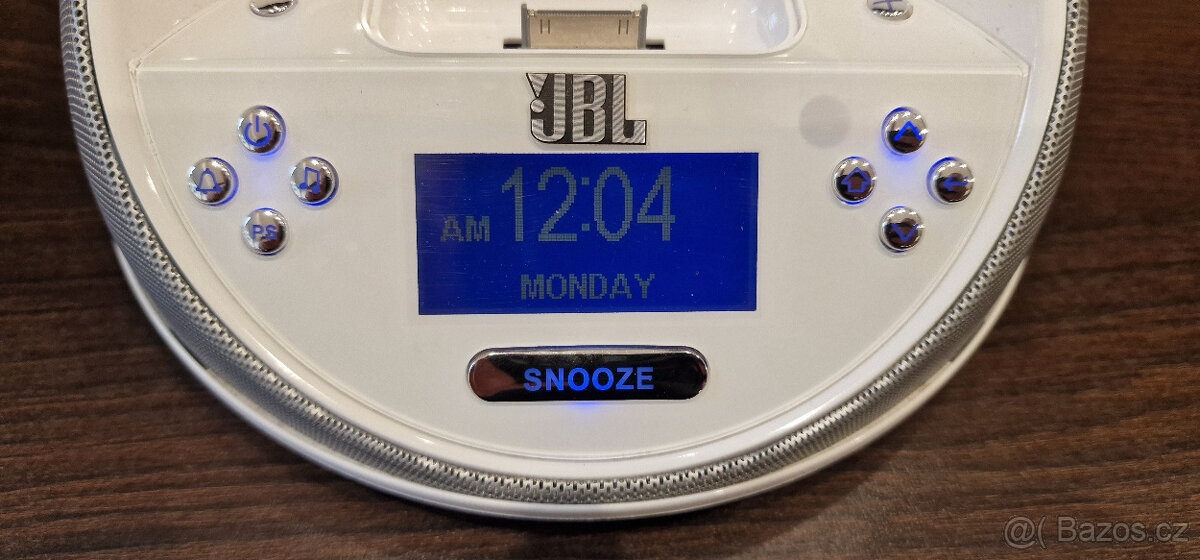 JBL
AM 12:04
MONDAY
PS
SNOOZE
@( Bazos.cz